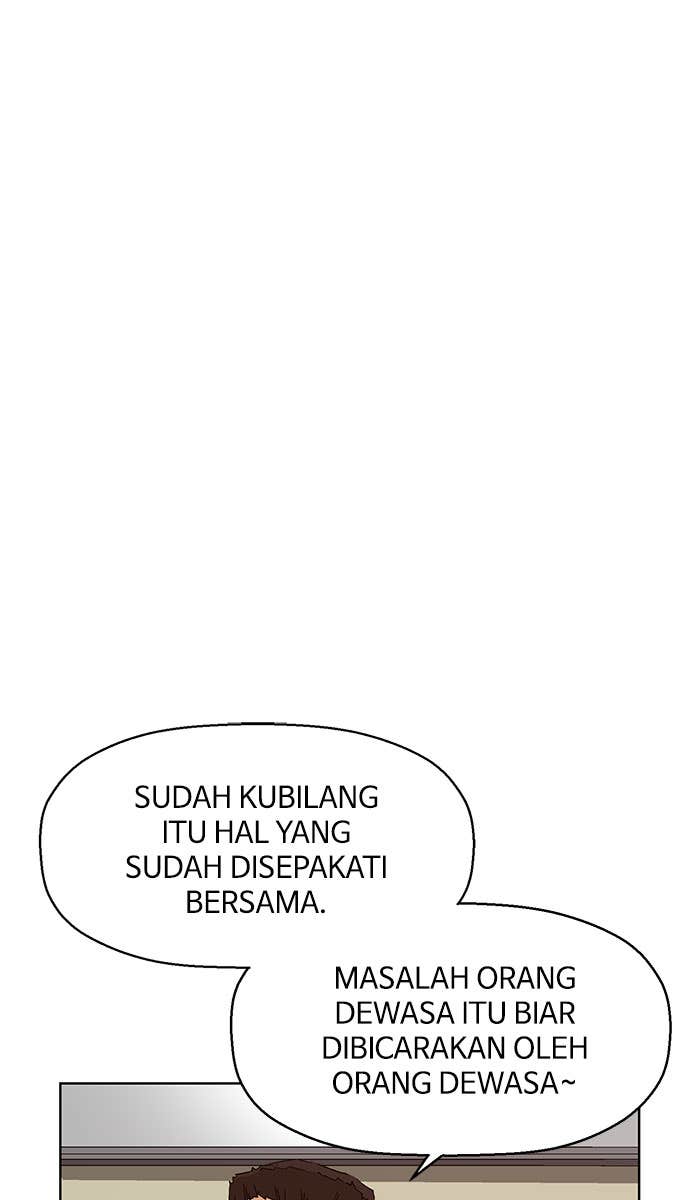 SUDAH KUBILANG
ITU HAL YANG
SUDAH DISEPAKATI
BERSAMA.
MASALAH ORANG
DEWASA ITU BIAR
DIBICARAKAN OLEH
ORANG DEWASA~